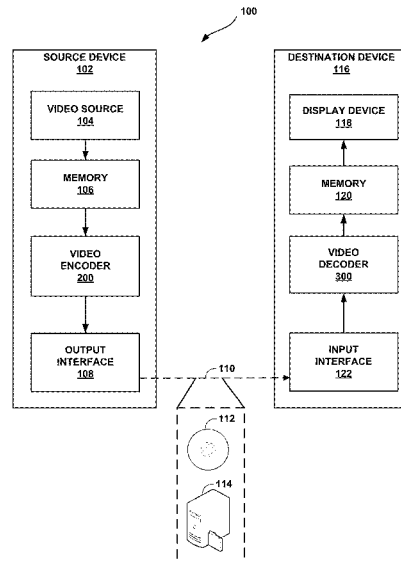 100
SOURCE DEVICE
102
VIDEO SOURCE
104
MEMORY
106
VIDEO
ENCODER
200
OUTPUT
INTERFACE
108
DESTINATION DEVICE
116
DISPLAY DEVICE
118
MEMORY
120
VIDEO
DECODER
300
INPUT
INTERFACE
122
110
112
114